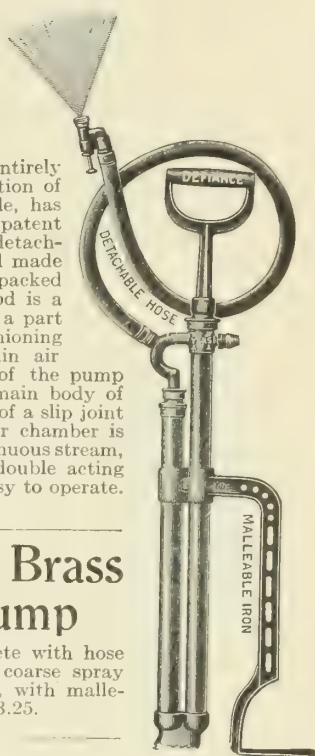 ntirely
tion of
le, has
patent
detach-
l made
packed
od is a
a part
nioning
in air
of the pump
main body of
of a slip joint
r chamber is
nuous stream,
double acting
sy to operate.
Brass
ump
ete with hose
coarse spray
, with malle-
3.25.
DEFIANCE
DETACHABLE HOSE
BRASS
MALLEABLE IRON